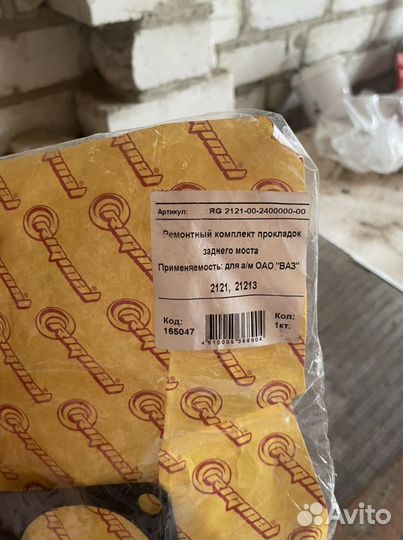 Артикул: RG 2121-00-2400000-00
Ремонтный комплект прокладок
заднего моста
Применяемость: для а/м ОАО "ВАЗ"
2121, 21213
Код: Кол:
165047 1кт.
Avito